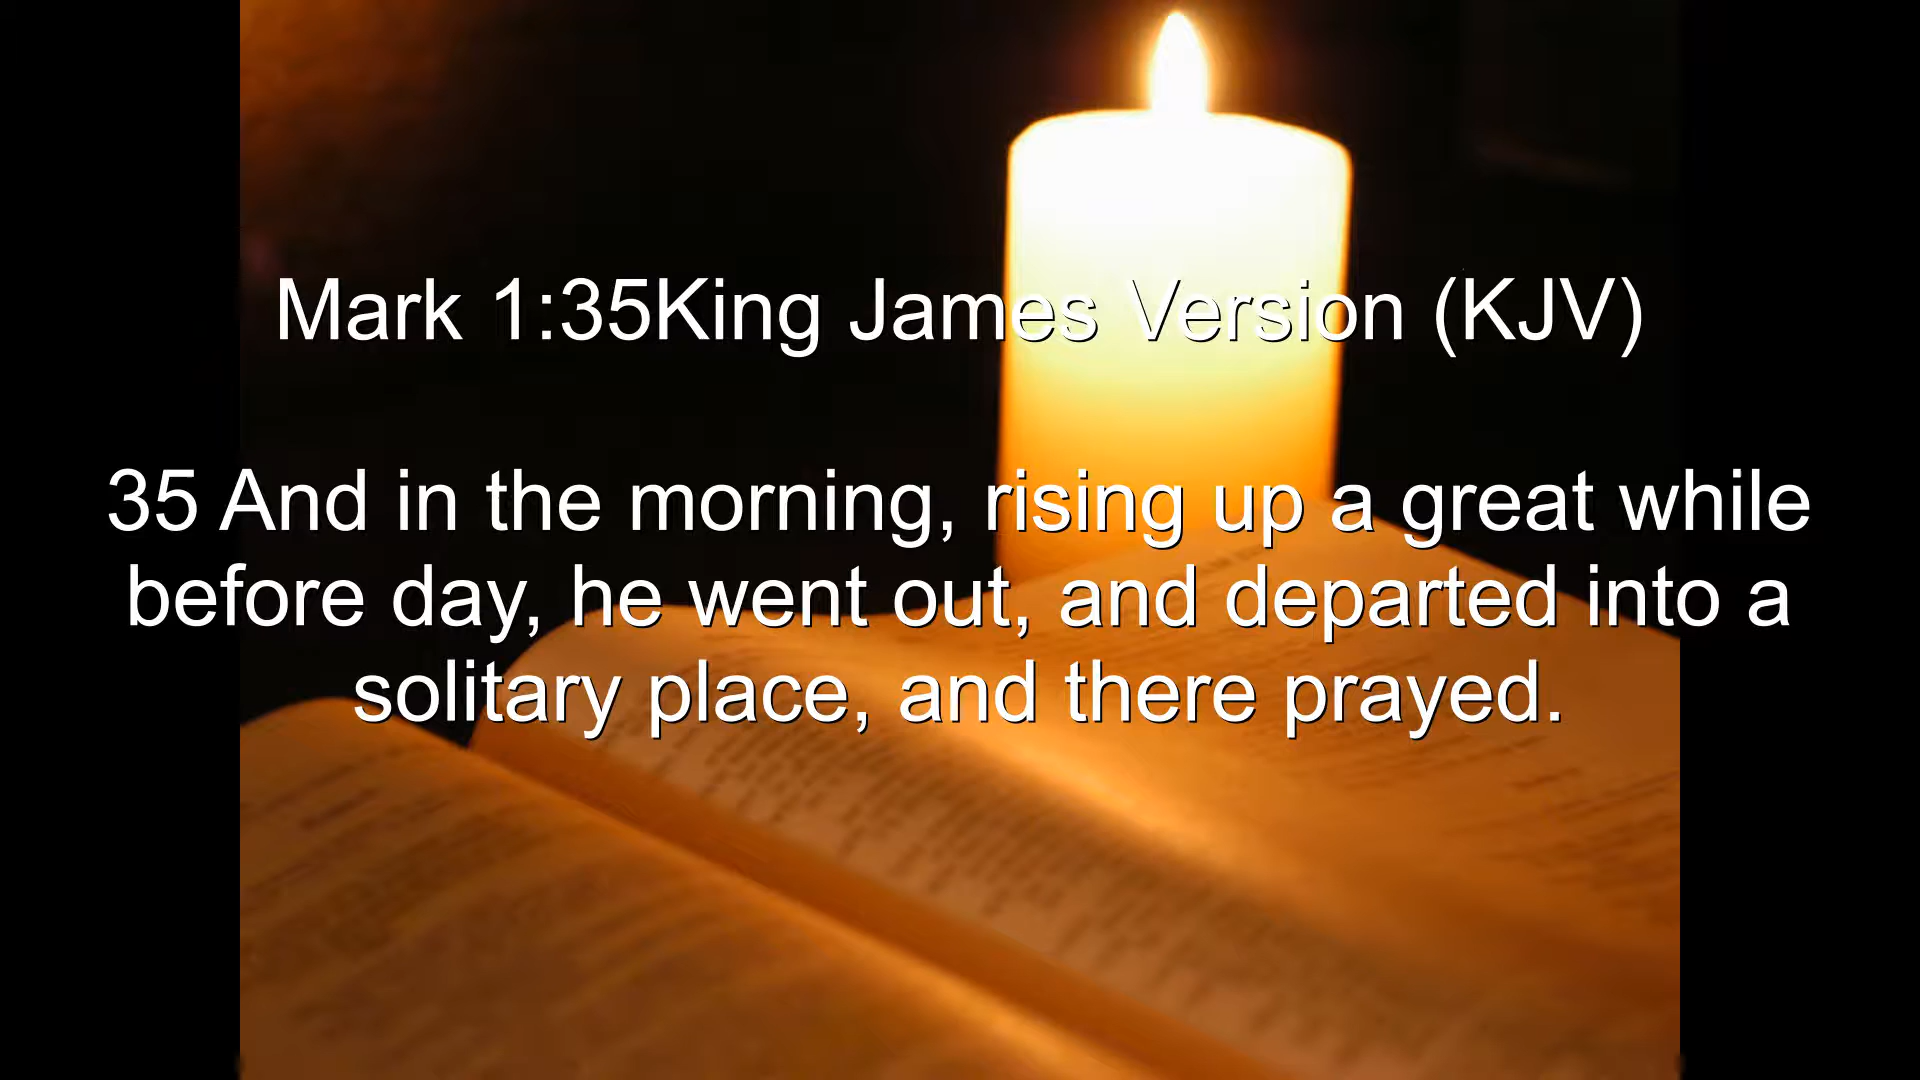 Mark 1:35King James Version (KJV)
35 And in the morning, rising up a great while
before day, he went out, and departed into a
solitary place, and there prayed.